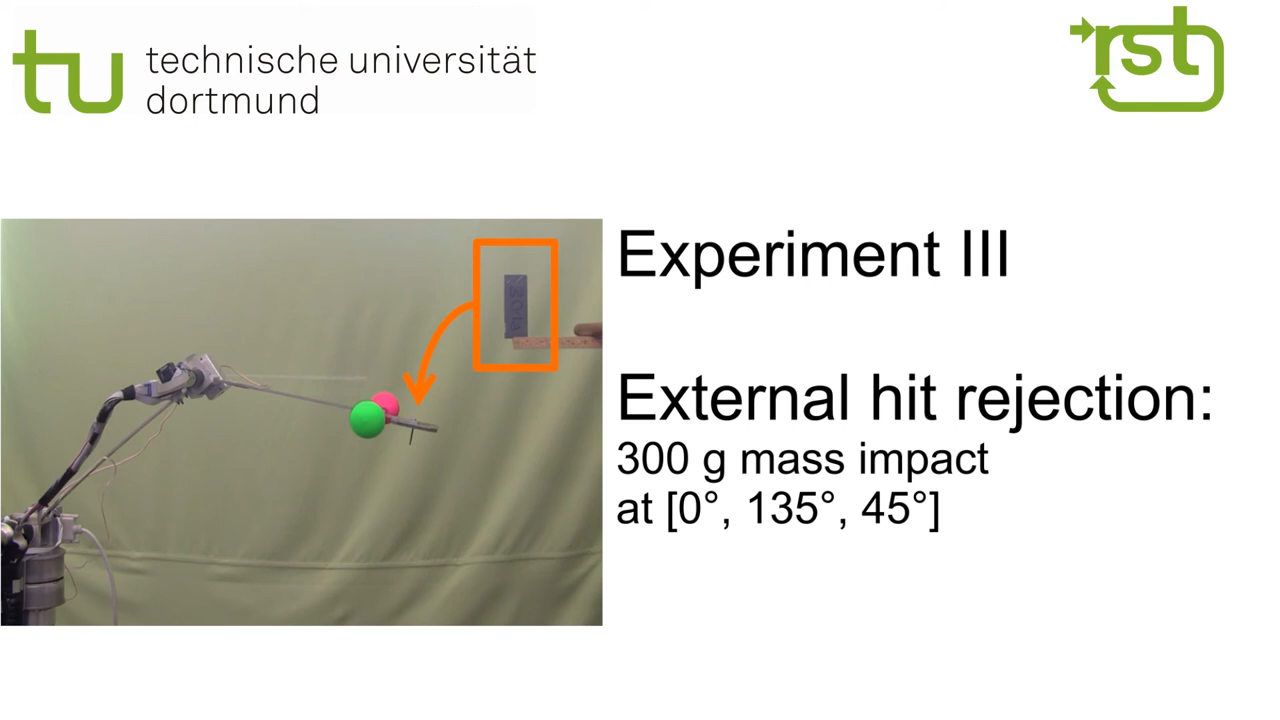 tu technische universität
dortmund
rst
Experiment III
External hit rejection:
300 g mass impact
at [0°, 135°, 45°]